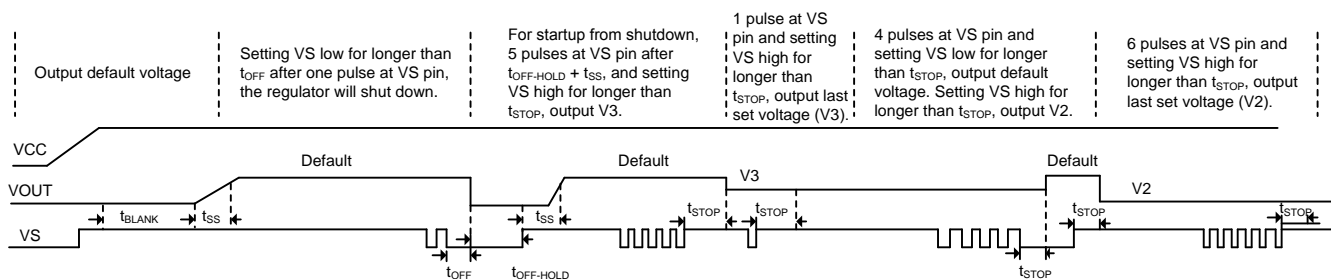 Output default voltage
Setting VS low for longer than
tOFF after one pulse at VS pin,
the regulator will shut down.
For startup from shutdown,
5 pulses at VS pin after
tOFF-HOLD + tSS, and setting
VS high for longer than
tSTOP, output V3.
1 pulse at VS
pin and setting
VS high for
longer than
tSTOP, output last
set voltage (V3).
4 pulses at VS pin and
setting VS low for longer
than tSTOP, output default
voltage. Setting VS high for
longer than tSTOP, output V2.
6 pulses at VS pin and
setting VS high for
longer than tSTOP, output
last set voltage (V2).
VCC
Default
Default
Default
VOUT
V3
V2
tBLANK
tSS
tSS
tSTOP
tSTOP
tSTOP
tSTOP
VS
tOFF
tOFF-HOLD
tSTOP